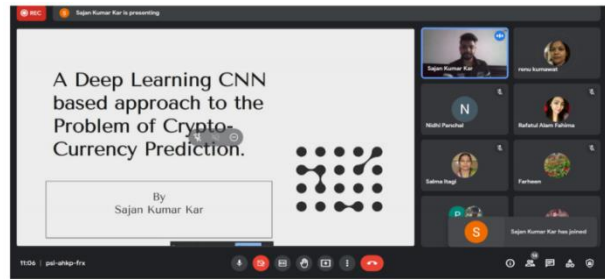 REC
Sajan Kumar Kar is presenting
A Deep Learning CNN
based approach to the
Problem of Crypto-
Currency Prediction.
By
Sajan Kumar Kar
Sajan Kumar Kar
renu kumawat
N
Nidhi Panchal
Rafatul Alam Fahima
Salma Itagi
Farheen
P
S
Sajan Kumar Kar has joined
11:06 | psi-ahkp-frx